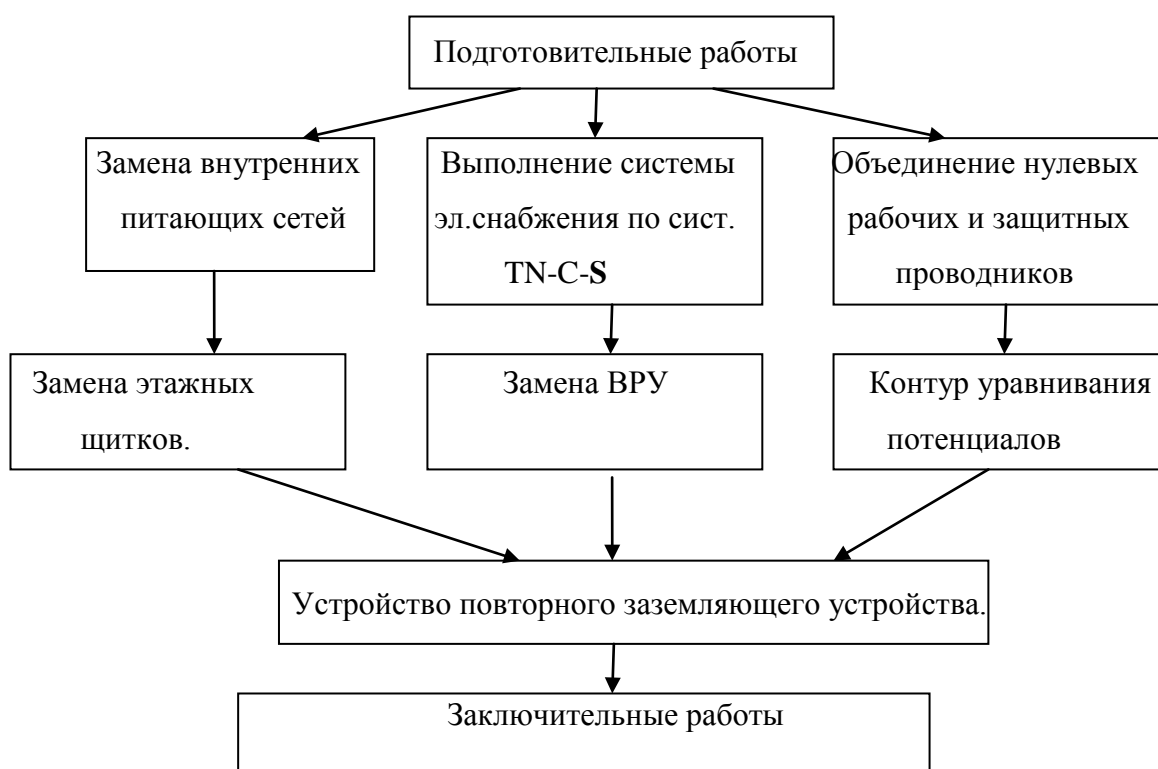 Подготовительные работы
Замена внутренних
питающих сетей
Выполнение системы
эл.снабжения по сист.
TN-C-S
Объединение нулевых
рабочих и защитных
проводников
Замена этажных
щитков.
Замена ВРУ
Контур уравнивания
потенциалов
Устройство повторного заземляющего устройства.
Заключительные работы